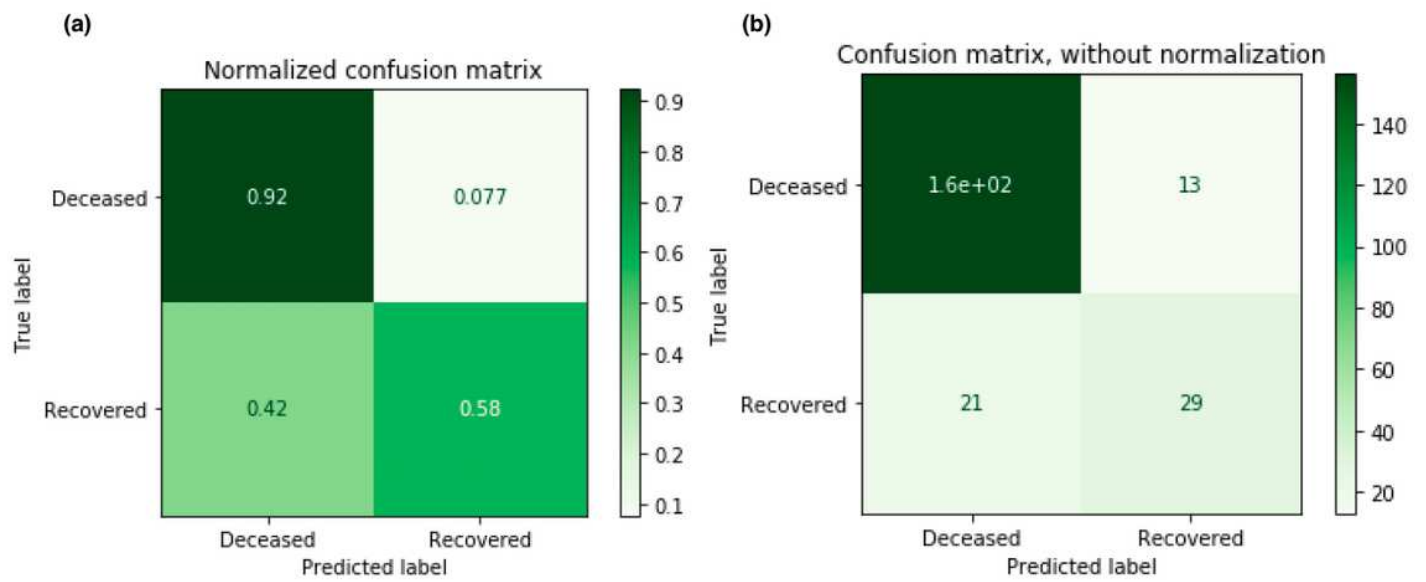 (a)
Normalized confusion matrix
True label
Deceased
Recovered
0.92
0.077
0.42
0.58
Deceased
Recovered
Predicted label
0.9
0.8
0.7
0.6
0.5
0.4
0.3
0.2
0.1
(b)
Confusion matrix, without normalization
True label
Deceased
Recovered
1.6e+02
13
21
29
Deceased
Recovered
Predicted label
140
120
100
80
60
40
20